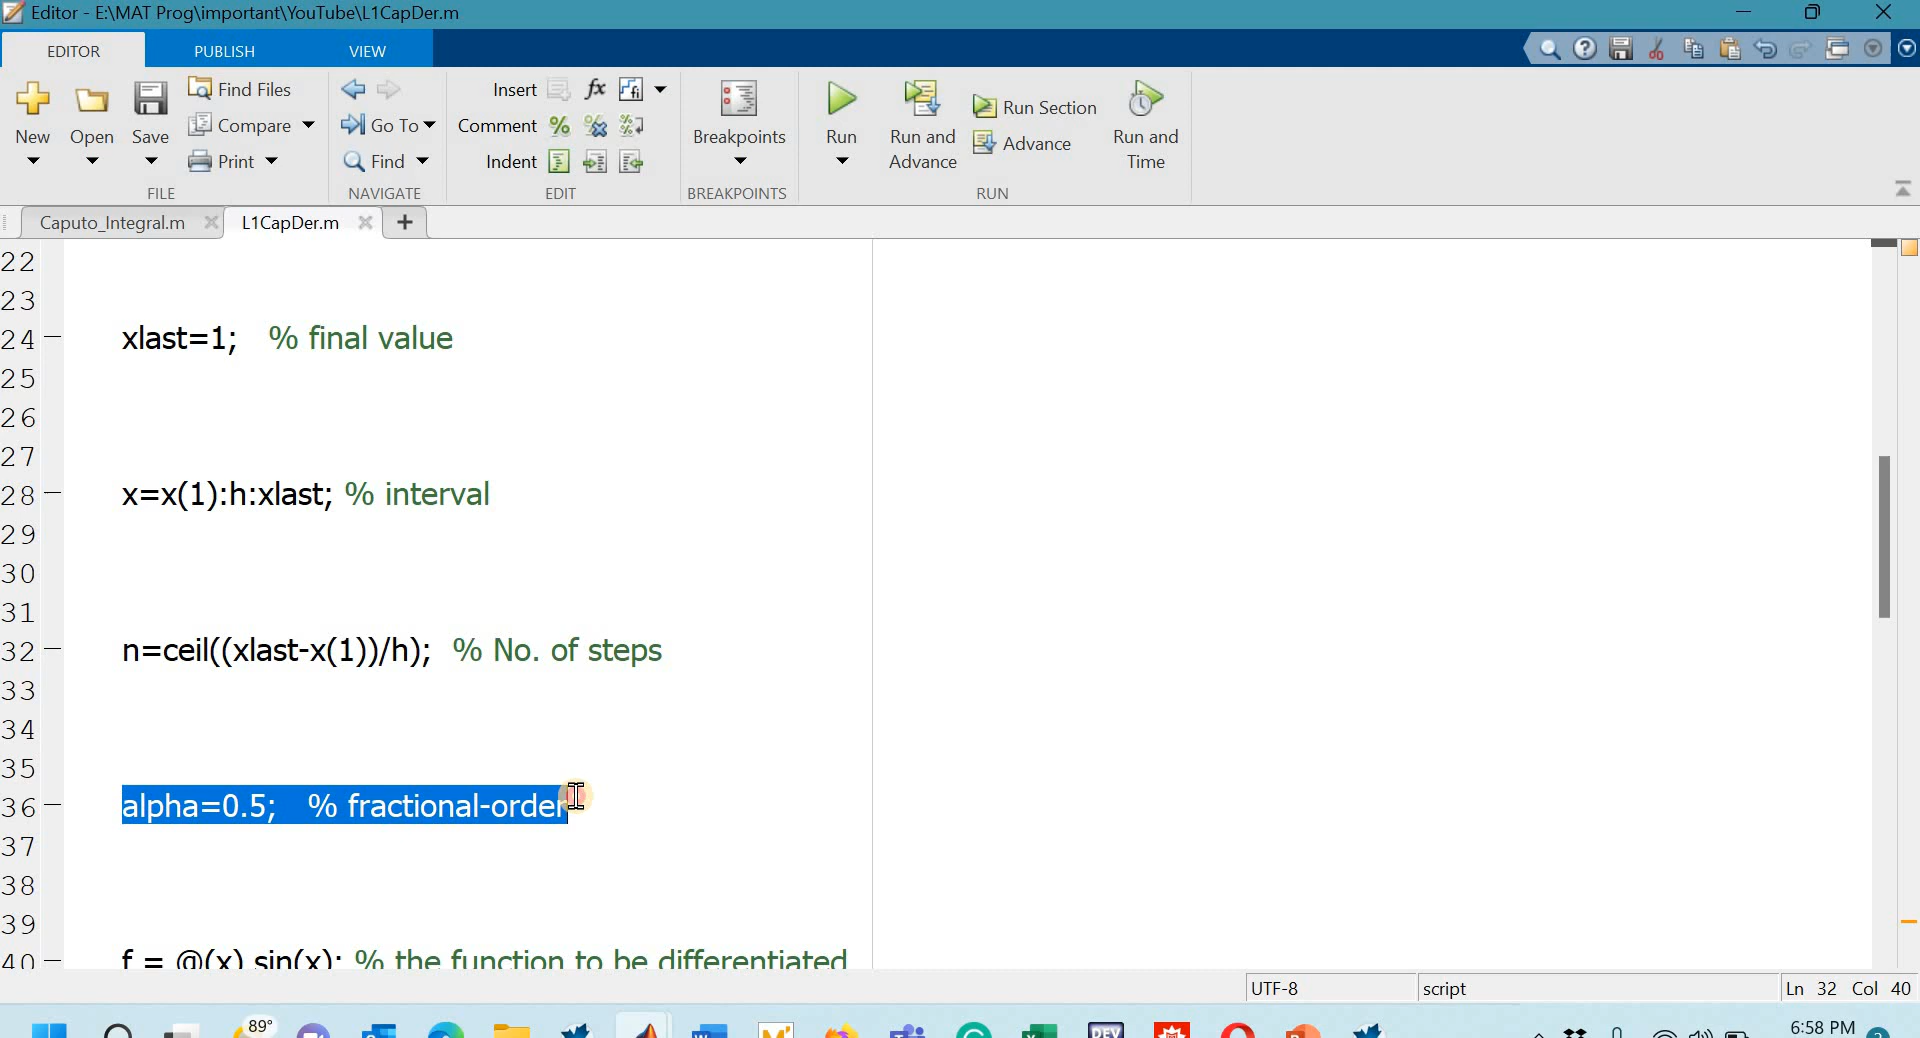 Editor - E:\MAT Prog\important\YouTube\L1CapDer.m
EDITOR PUBLISH VIEW
Find Files Insert fx
New Open Save Compare Go To Comment Breakpoints Run Run and Advance Run Section Advance Run and Time
Print Find Indent
FILE NAVIGATE EDIT BREAKPOINTS RUN
Caputo_Integral.m L1CapDer.m
22
23
24 xlast=1; % final value
25
26
27
28 x=x(1):h:xlast; % interval
29
30
31
32 n=ceil((xlast-x(1))/h); % No. of steps
33
34
35
36 alpha=0.5; % fractional-order
37
38
39
40 f = @(x) sin(x); % the function to be differentiated
UTF-8 script Ln 32 Col 40
89° DEV 6:58 PM